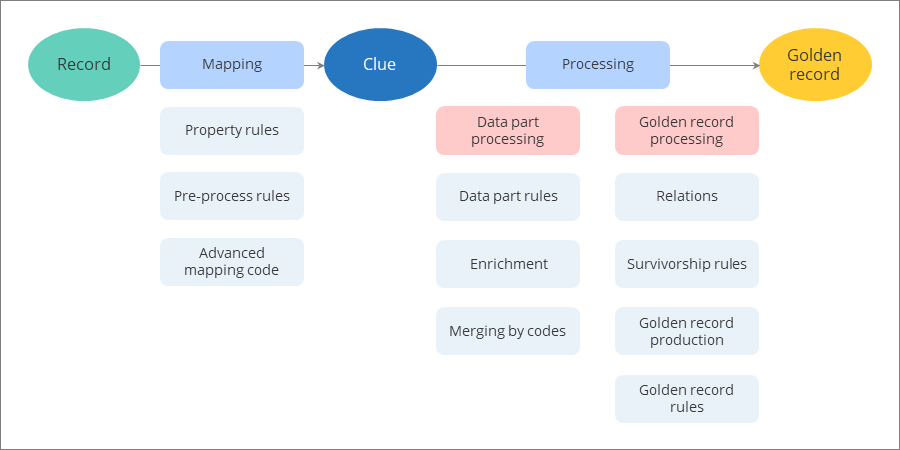 Record
Mapping
Clue
Processing
Golden
record
Property rules
Pre-process rules
Advanced
mapping code
Data part
processing
Data part rules
Enrichment
Merging by codes
Golden record
processing
Relations
Survivorship rules
Golden record
production
Golden record
rules